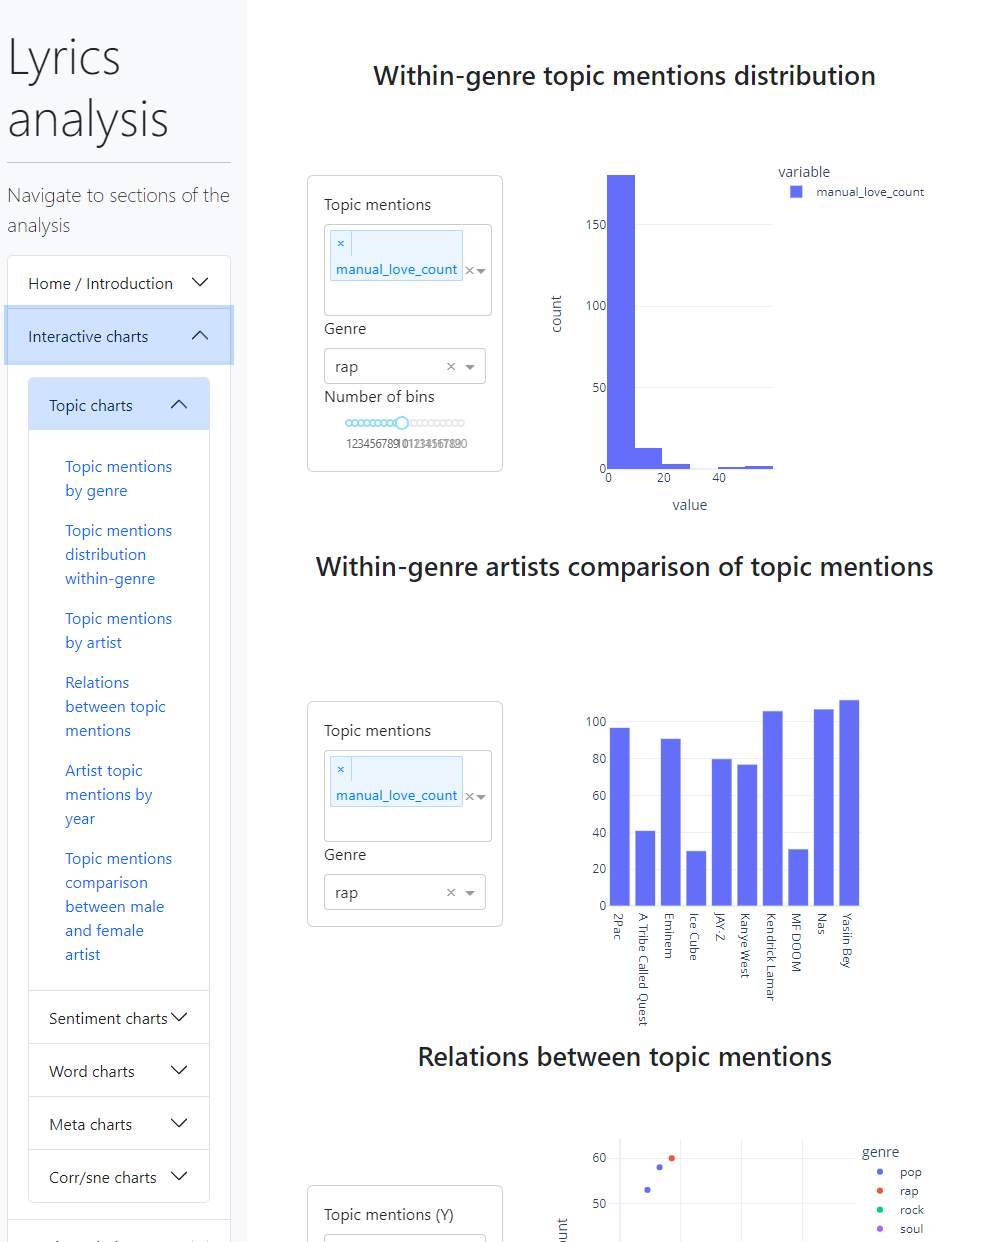 Lyrics
analysis
Navigate to sections of the
analysis
Home / Introduction
Interactive charts
Topic charts
Topic mentions
by genre
Topic mentions
distribution
within-genre
Topic mentions
by artist
Relations
between topic
mentions
Artist topic
mentions by
year
Topic mentions
comparison
between male
and female
artist
Sentiment charts
Word charts
Meta charts
Corr/sne charts
Within-genre topic mentions distribution
Topic mentions
×
manual_love_count ×
Genre
rap ×
Number of bins
variable
manual_love_count
150
100
50
0
0 20 40
count
value
Within-genre artists comparison of topic mentions
Topic mentions
×
manual_love_count ×
Genre
rap ×
100
80
60
40
20
0
2Pac
A Tribe Called Quest
Eminem
Ice Cube
JAY-Z
Kanye West
Kendrick Lamar
MF DOOM
Nas
Yasiin Bey
Relations between topic mentions
Topic mentions (Y)
60
50
genre
pop
rap
rock
soul